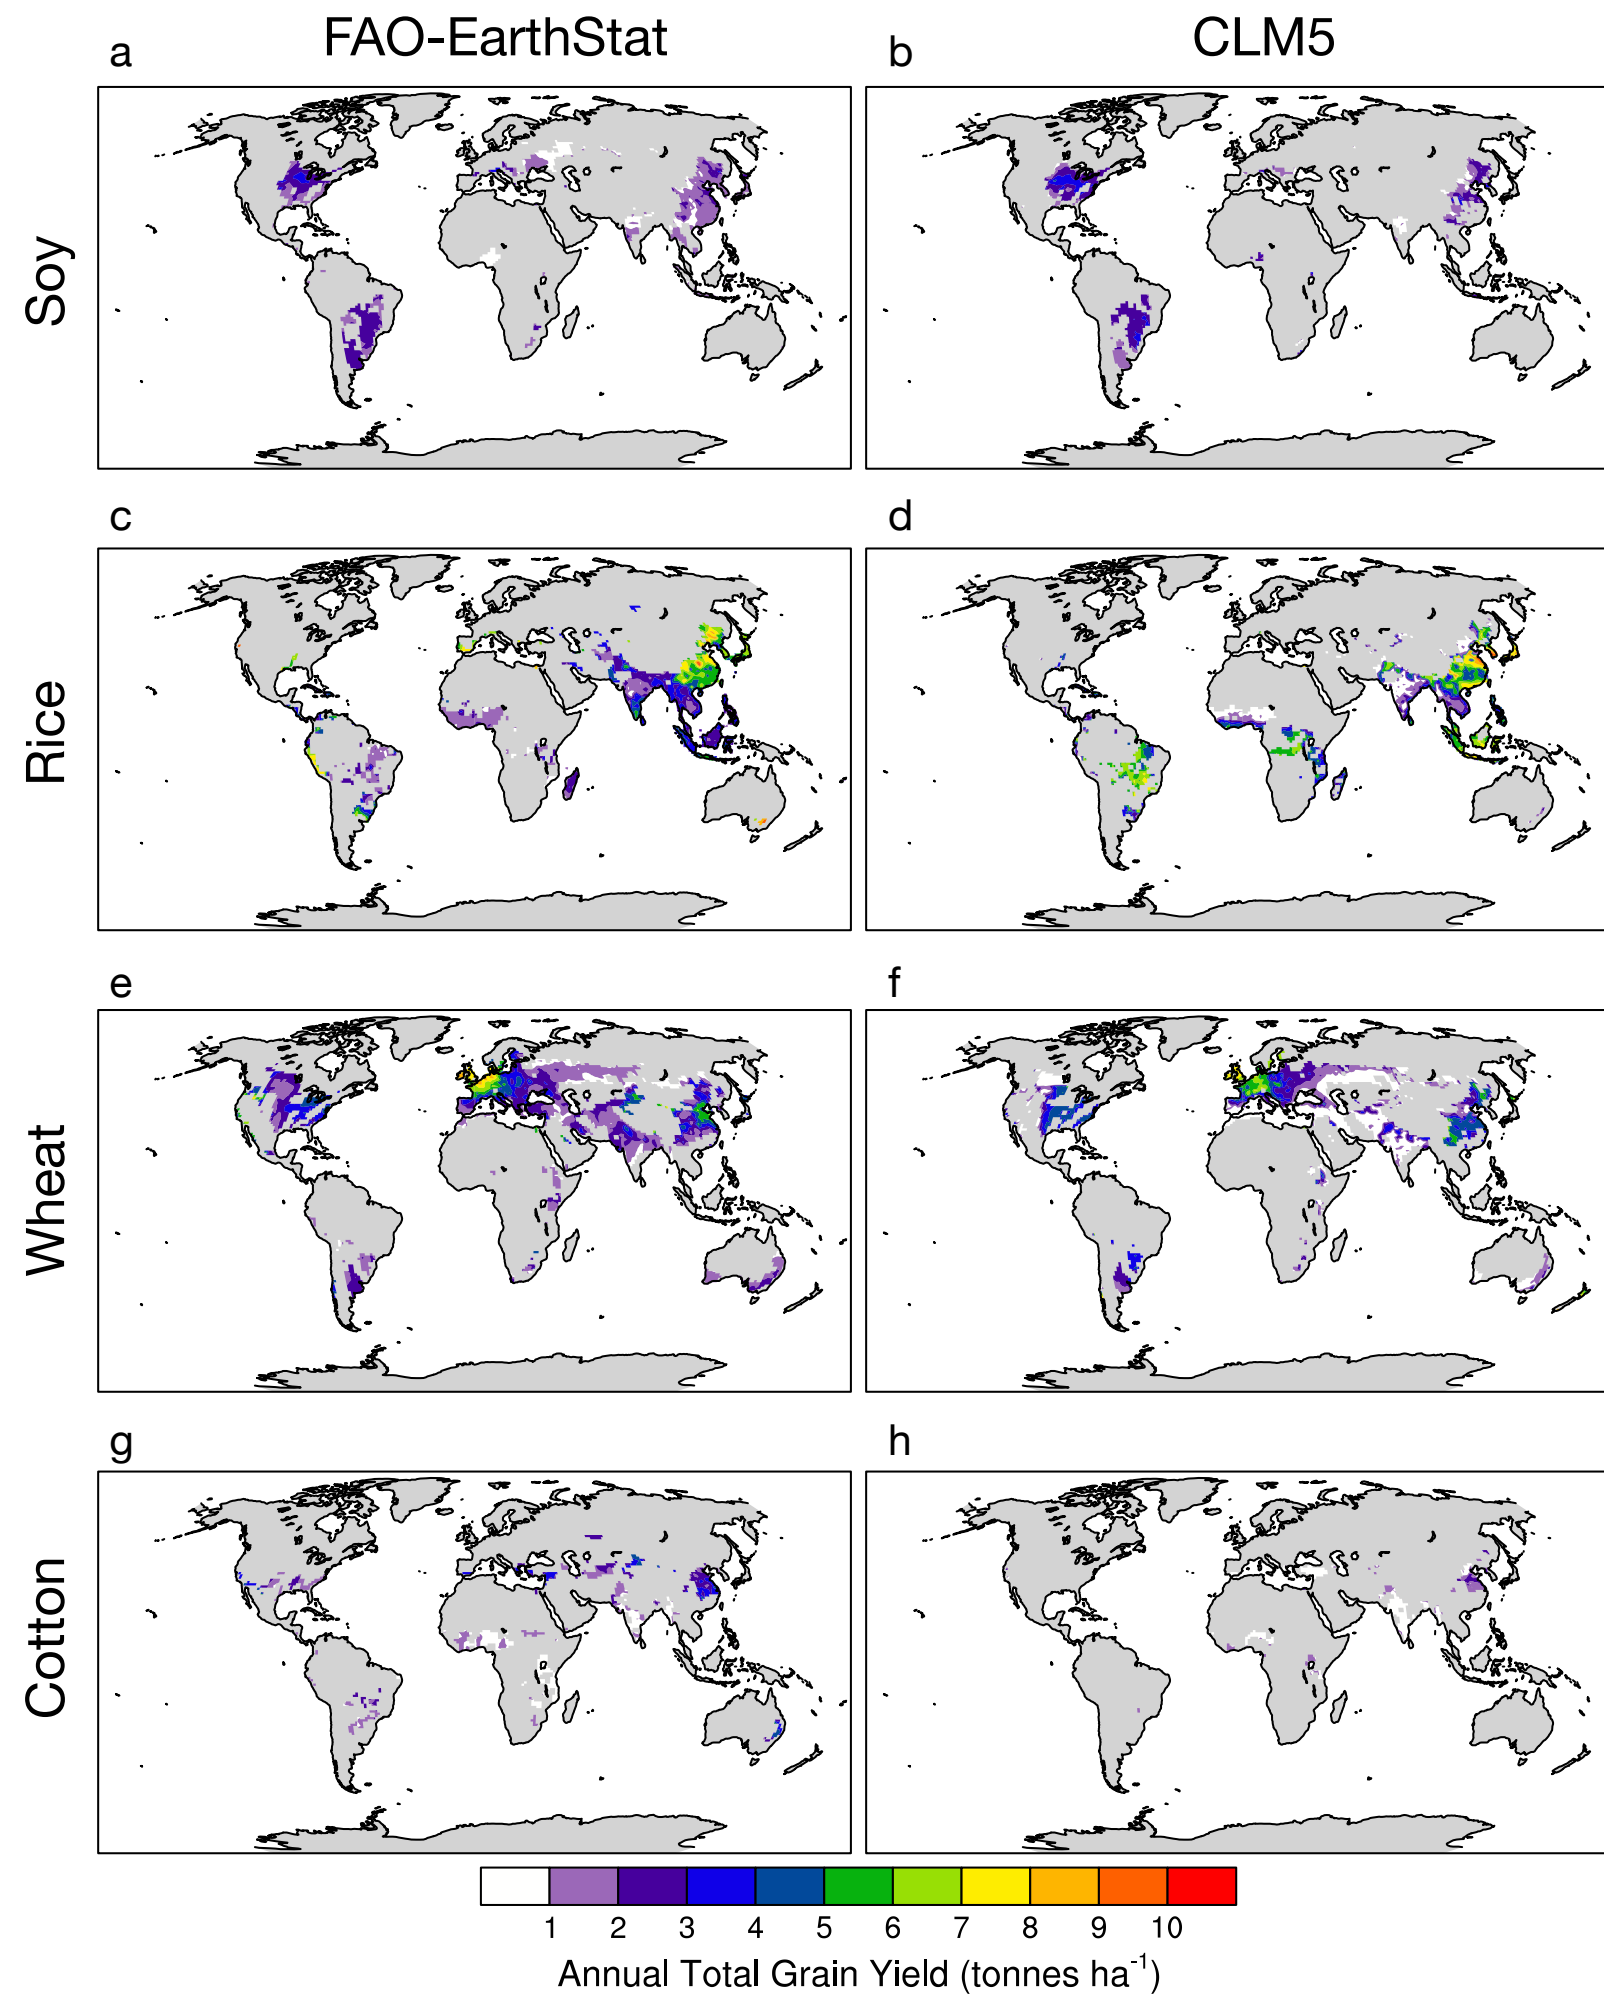 FAO-EarthStat
CLM5
a
b
Soy
c
d
Rice
e
f
Wheat
g
h
Cotton
1 2 3 4 5 6 7 8 9 10
Annual Total Grain Yield (tonnes ha⁻¹)